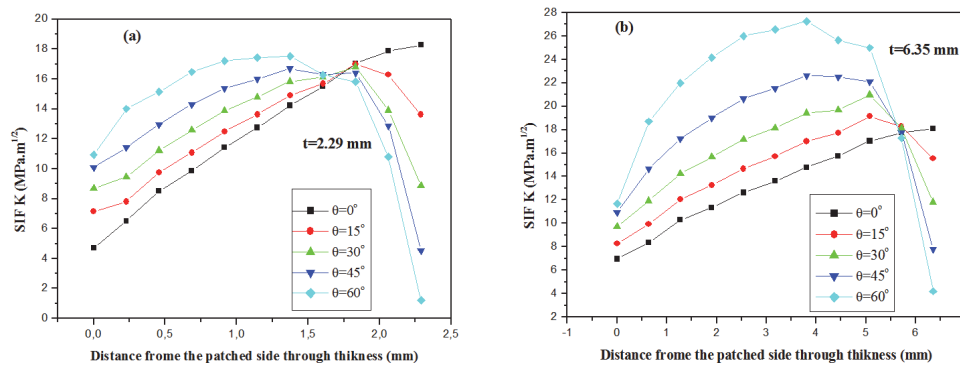 (a)
t=2.29 mm
SIF K (MPa.m1/2)
20
18
16
14
12
10
8
6
4
2
0
θ=0°
θ=15°
θ=30°
θ=45°
θ=60°
0,0 0,5 1,0 1,5 2,0 2,5
Distance frome the patched side through thikness (mm)
(b)
t=6.35 mm
SIF K (MPa.m1/2)
28
26
24
22
20
18
16
14
12
10
8
6
4
2
θ=0°
θ=15°
θ=30°
θ=45°
θ=60°
-1 0 1 2 3 4 5 6 7
Distance frome the patched side through thikness (mm)